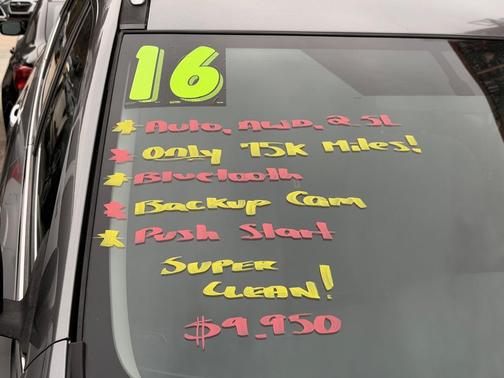 16
* Auto, AWD, 2.5L
* Only 75K Miles!
* Bluetooth
* Backup Cam
* Push Start
Super
Clean!
$9,950